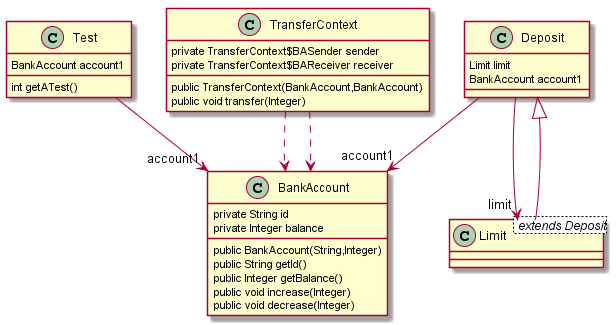 C Test
BankAccount account1
int getATest()
C TransferContext
private TransferContext$BASender sender
private TransferContext$BAReceiver receiver
public TransferContext(BankAccount,BankAccount)
public void transfer(Integer)
C Deposit
Limit limit
BankAccount account1
account1
account1
limit
C BankAccount
private String id
private Integer balance
public BankAccount(String,Integer)
public String getId()
public Integer getBalance()
public void increase(Integer)
public void decrease(Integer)
extends Deposit
C Limit